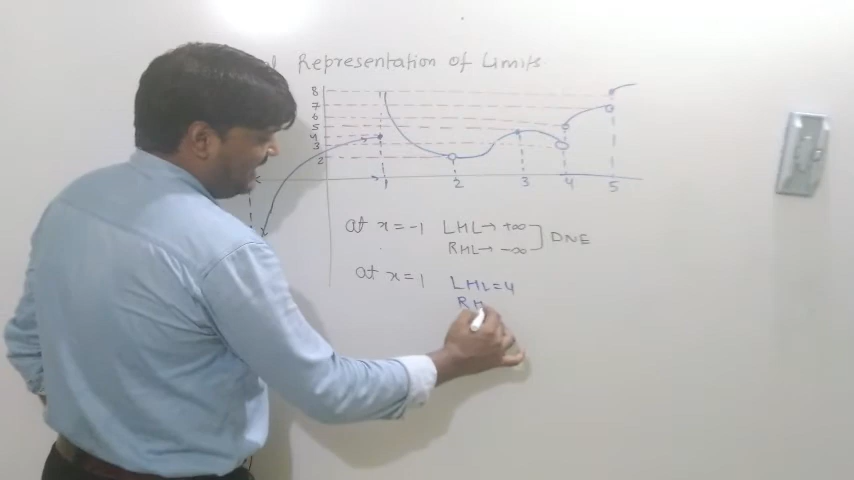 Representation of Limits
8
7
6
5
4
3
2
1 2 3 4 5
at x=-1 LHL→ +∞
RHL→ -∞
DNE
at x=1 LHL=4
RH